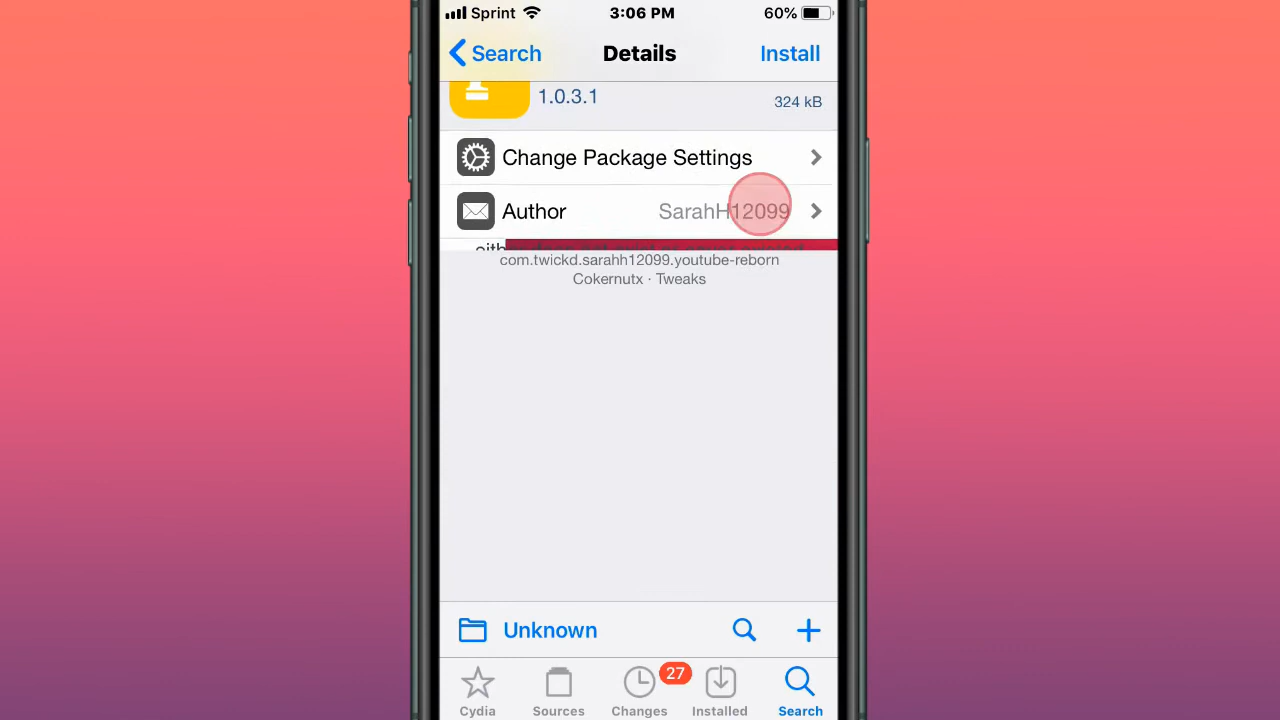 Sprint 3:06 PM 60%
Search Details Install
1.0.3.1 324 kB
Change Package Settings
Author SarahH12099
com.twickd.sarahh12099.youtube-reborn
Cokernutx · Tweaks
Unknown
27
Cydia Sources Changes Installed Search